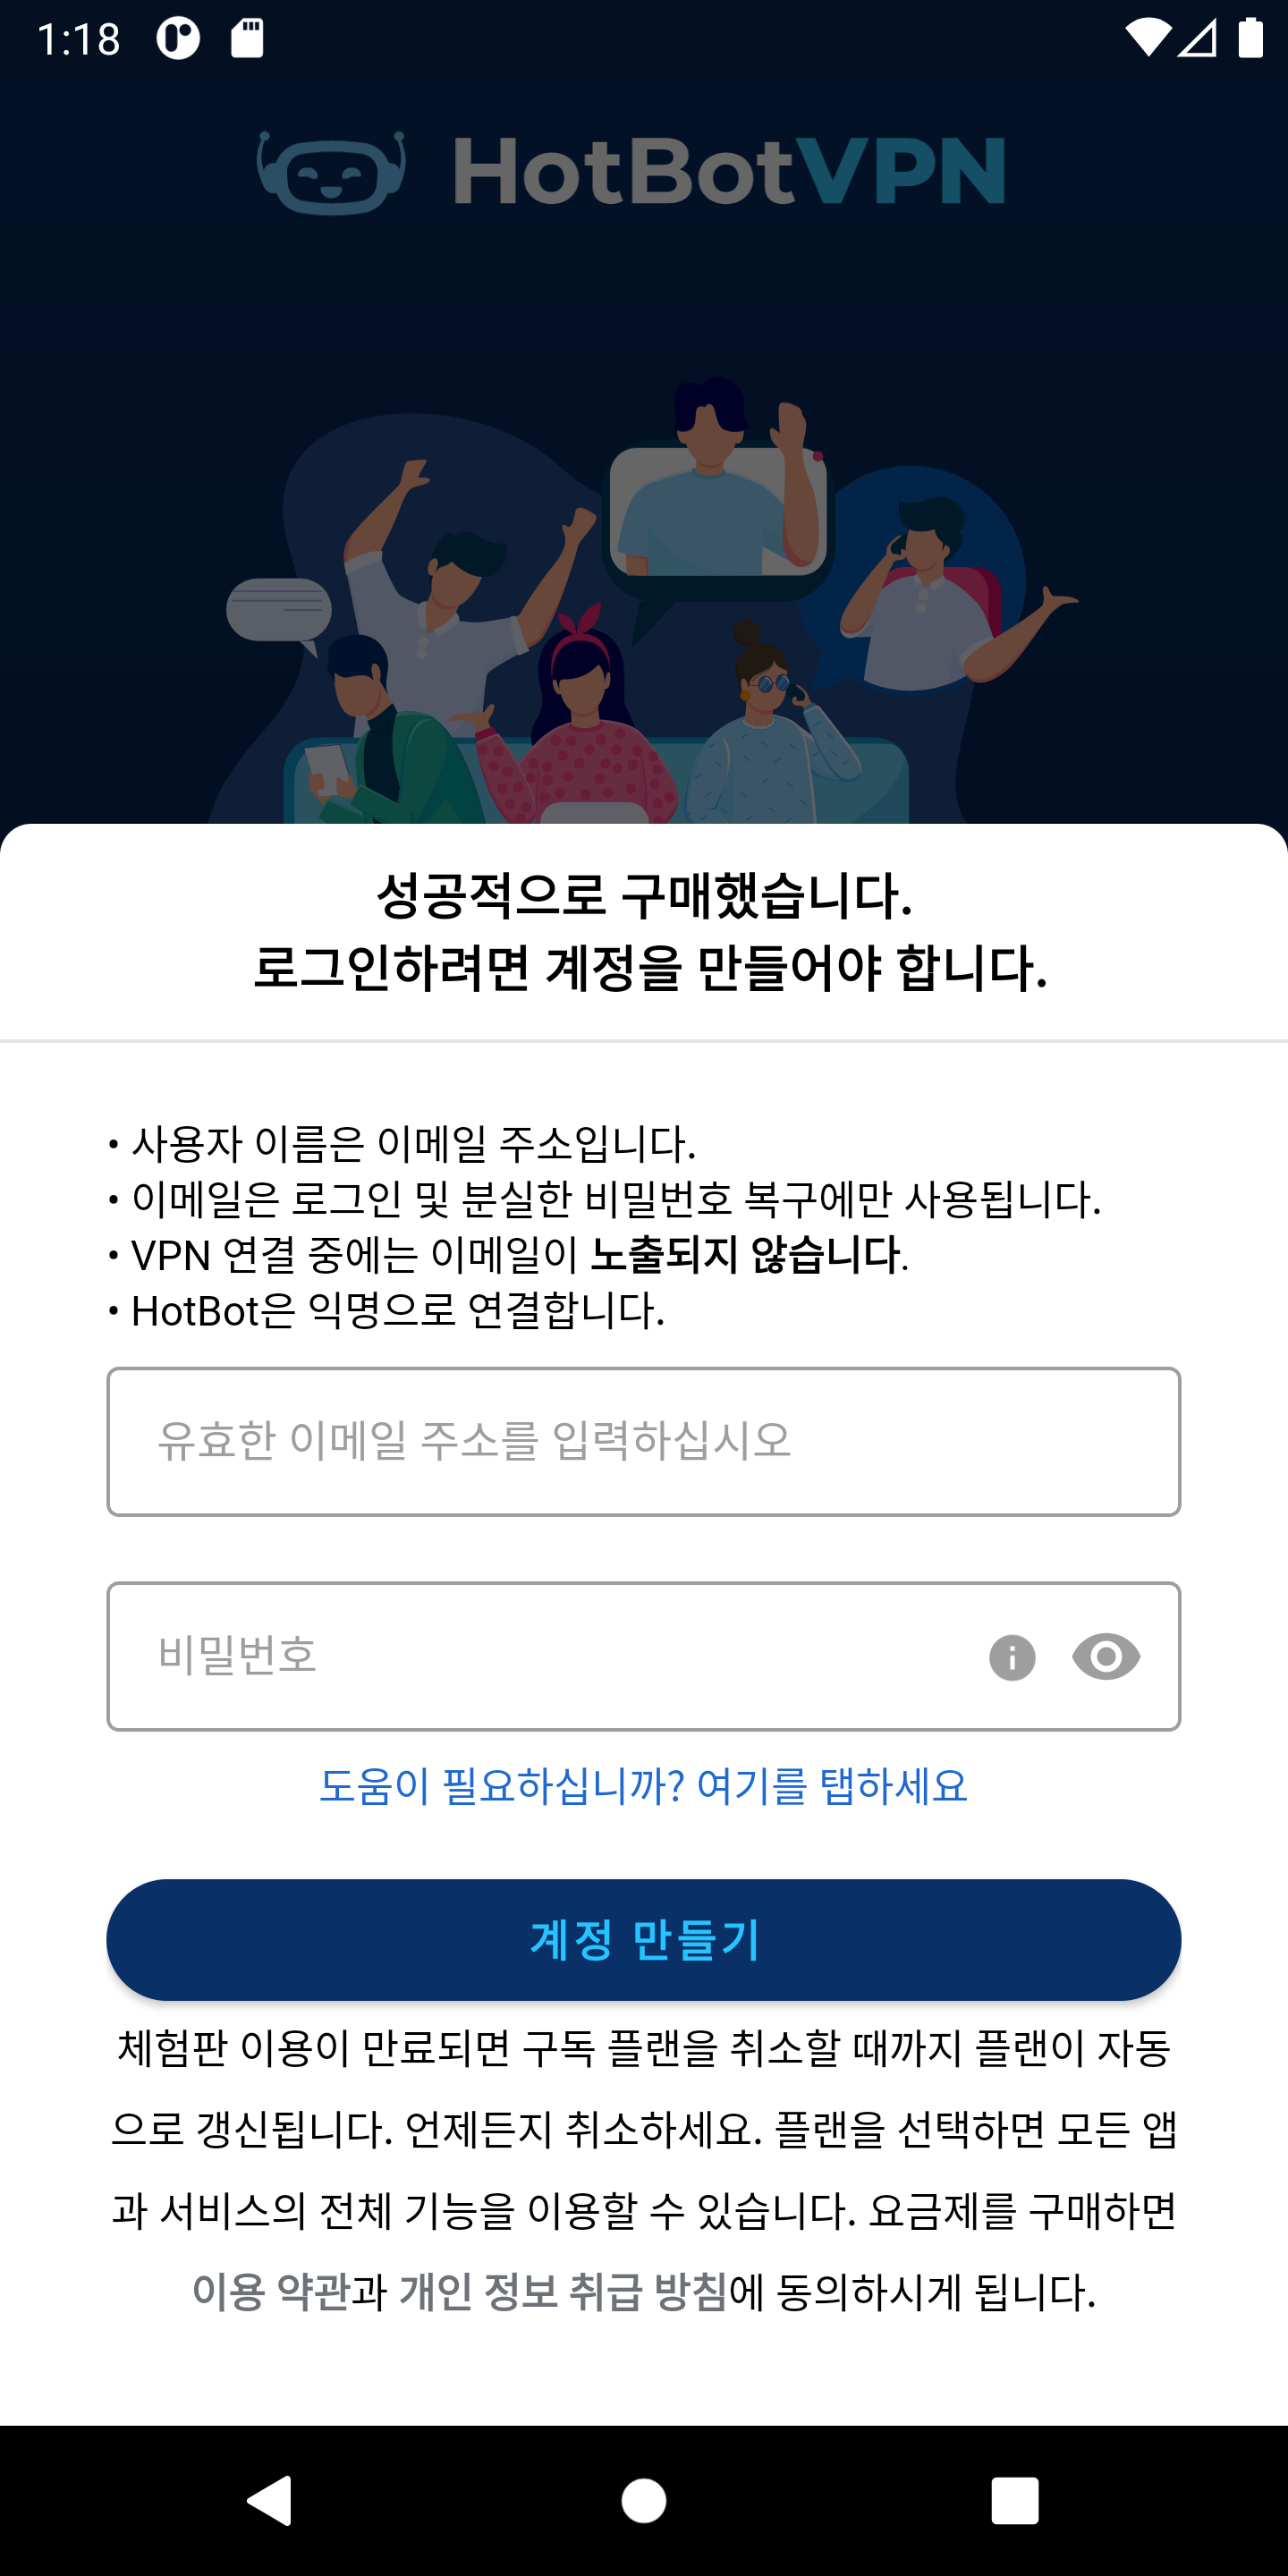 1:18
HotBotVPN
성공적으로 구매했습니다.
로그인하려면 계정을 만들어야 합니다.
• 사용자 이름은 이메일 주소입니다.
• 이메일은 로그인 및 분실한 비밀번호 복구에만 사용됩니다.
• VPN 연결 중에는 이메일이 노출되지 않습니다.
• HotBot은 익명으로 연결합니다.
유효한 이메일 주소를 입력하십시오
비밀번호
도움이 필요하십니까? 여기를 탭하세요
계정 만들기
체험판 이용이 만료되면 구독 플랜을 취소할 때까지 플랜이 자동
으로 갱신됩니다. 언제든지 취소하세요. 플랜을 선택하면 모든 앱
과 서비스의 전체 기능을 이용할 수 있습니다. 요금제를 구매하면
이용 약관과 개인 정보 취급 방침에 동의하시게 됩니다.